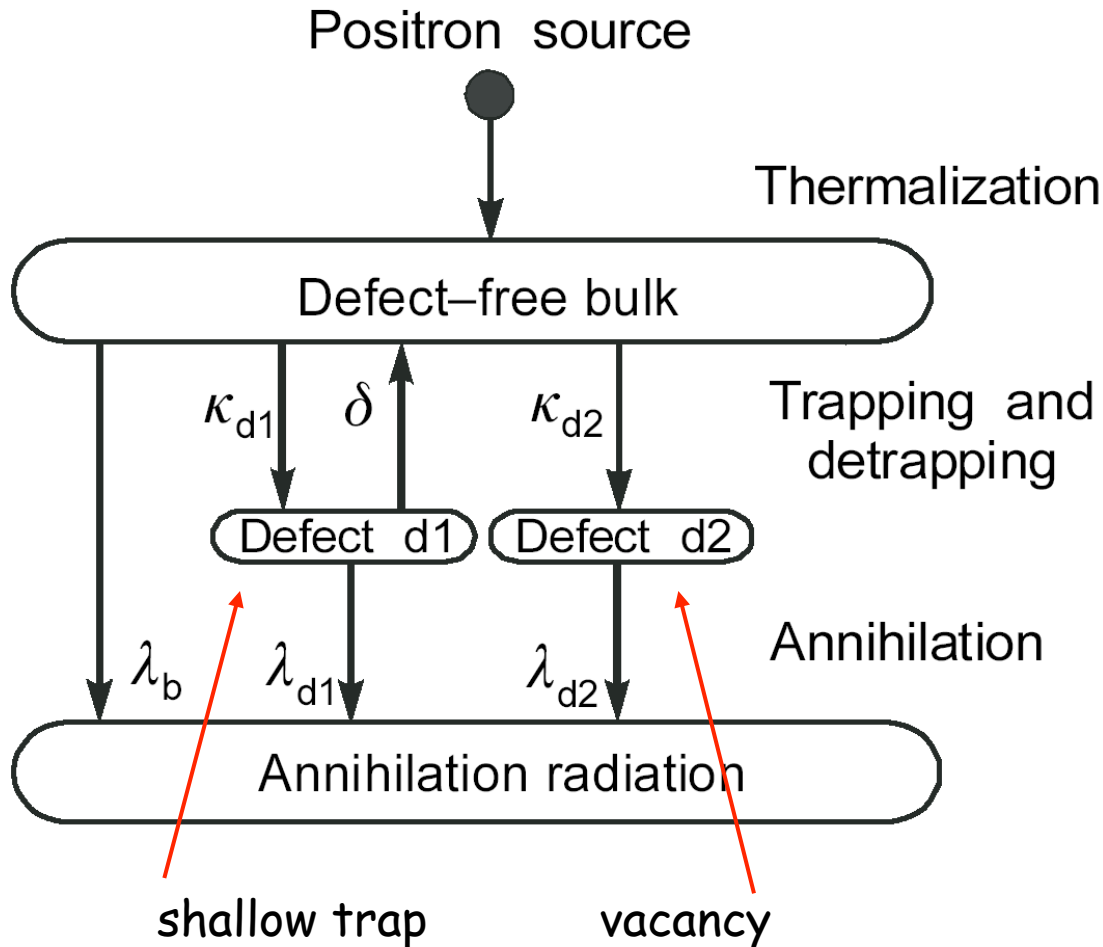 Positron source
Thermalization
Defect–free bulk
κd1
δ
κd2
Trapping and
detrapping
Defect d1
Defect d2
Annihilation
λb
λd1
λd2
Annihilation radiation
shallow trap
vacancy